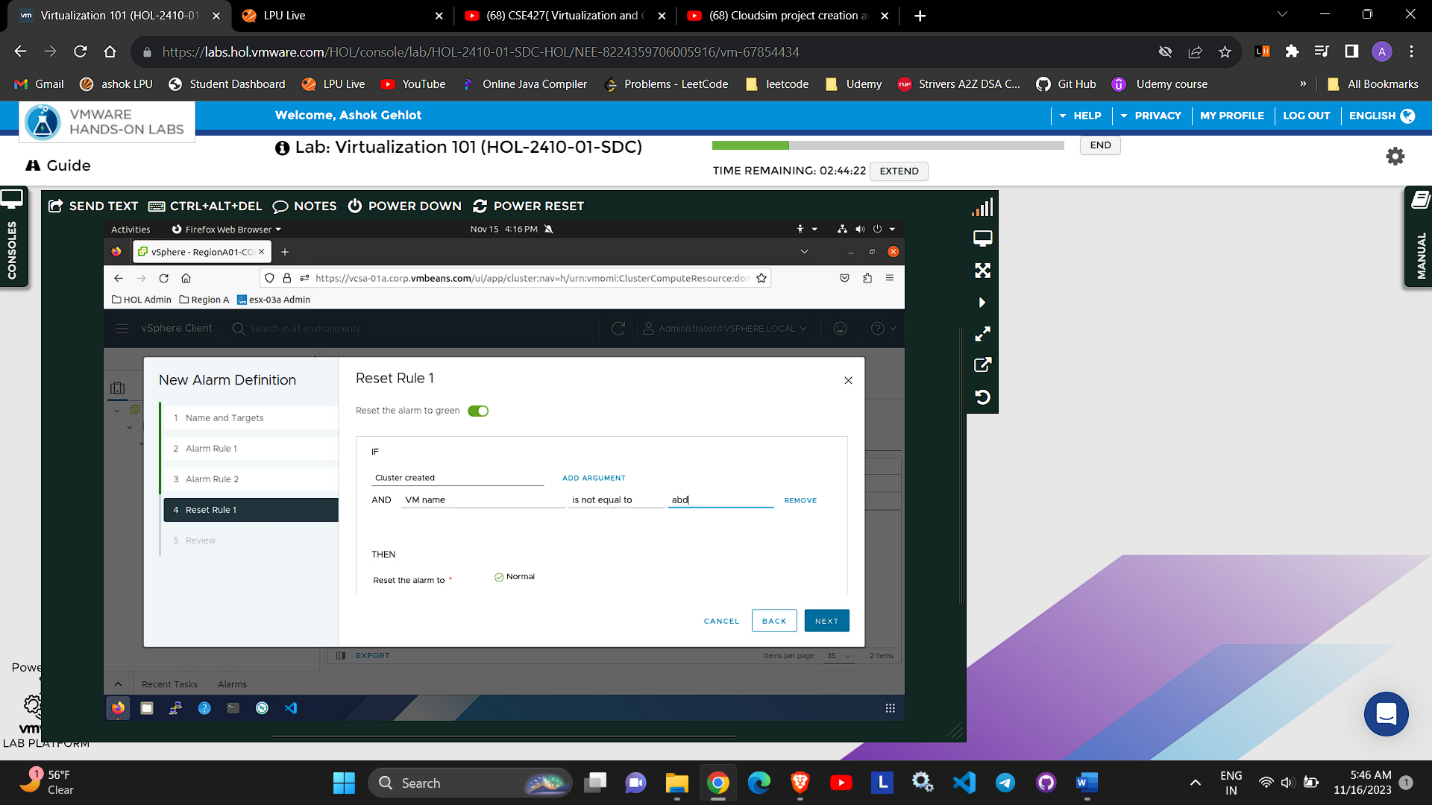 Virtualization 101 (HOL-2410-01
LPU Live
(68) CSE427( Virtualization and C
(68) Cloudsim project creation a
https://labs.hol.vmware.com/HOL/console/lab/HOL-2410-01-SDC-HOL/NEE-8224359706005916/vm-67854434
Gmail
ashok LPU
Student Dashboard
LPU Live
YouTube
Online Java Compiler
Problems - LeetCode
leetcode
Udemy
Strivers A2Z DSA C...
Git Hub
Udemy course
»
All Bookmarks
VMWARE
HANDS-ON LABS
Welcome, Ashok Gehlot
HELP
PRIVACY
MY PROFILE
LOG OUT
ENGLISH
Guide
Lab: Virtualization 101 (HOL-2410-01-SDC)
END
TIME REMAINING: 02:44:22
EXTEND
CONSOLES
MANUAL
SEND TEXT
CTRL+ALT+DEL
NOTES
POWER DOWN
POWER RESET
Activities
Firefox Web Browser
Nov 15 4:16 PM
vSphere - RegionA01-CO
https://vcsa-01a.corp.vmbeans.com/ui/app/cluster;nav=h/urn:vmomi:ClusterComputeResource:do
HOL Admin
Region A
esx-03a Admin
vSphere Client
Search in all environments
Administrator@VSPHERE.LOCAL
New Alarm Definition
1 Name and Targets
2 Alarm Rule 1
3 Alarm Rule 2
4 Reset Rule 1
5 Review
Reset Rule 1
Reset the alarm to green
IF
Cluster created
ADD ARGUMENT
AND VM name is not equal to abd
REMOVE
THEN
Reset the alarm to *
Normal
CANCEL
BACK
NEXT
EXPORT
Items per page 35
2 items
Recent Tasks
Alarms
Powe
vm
LAB PLATFORM
1
56°F
Clear
Search
ENG
IN
5:46 AM
11/16/2023
1